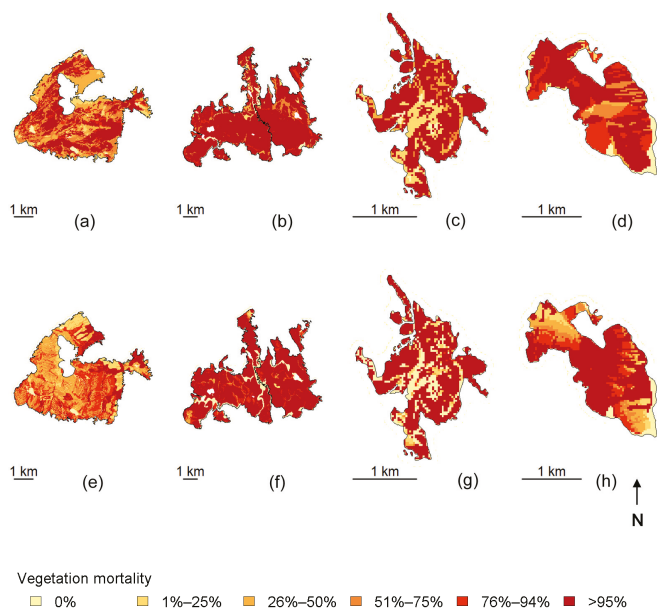 1 km (a) 1 km (b) 1 km (c) 1 km (d)
1 km (e) 1 km (f) 1 km (g) 1 km (h)
N
Vegetation mortality
0% 1%–25% 26%–50% 51%–75% 76%–94% >95%